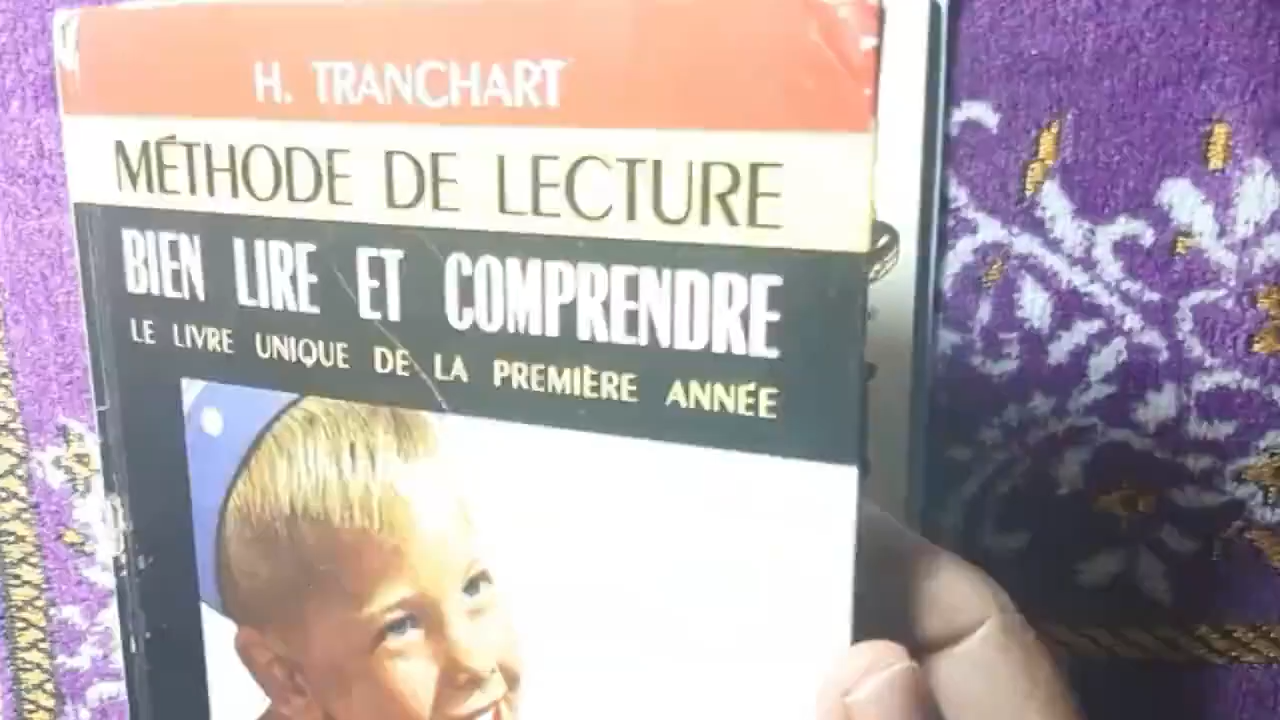 H. TRANCHART
MÉTHODE DE LECTURE
BIEN LIRE ET COMPRENDRE
LE LIVRE UNIQUE DE LA PREMIÈRE ANNÉE